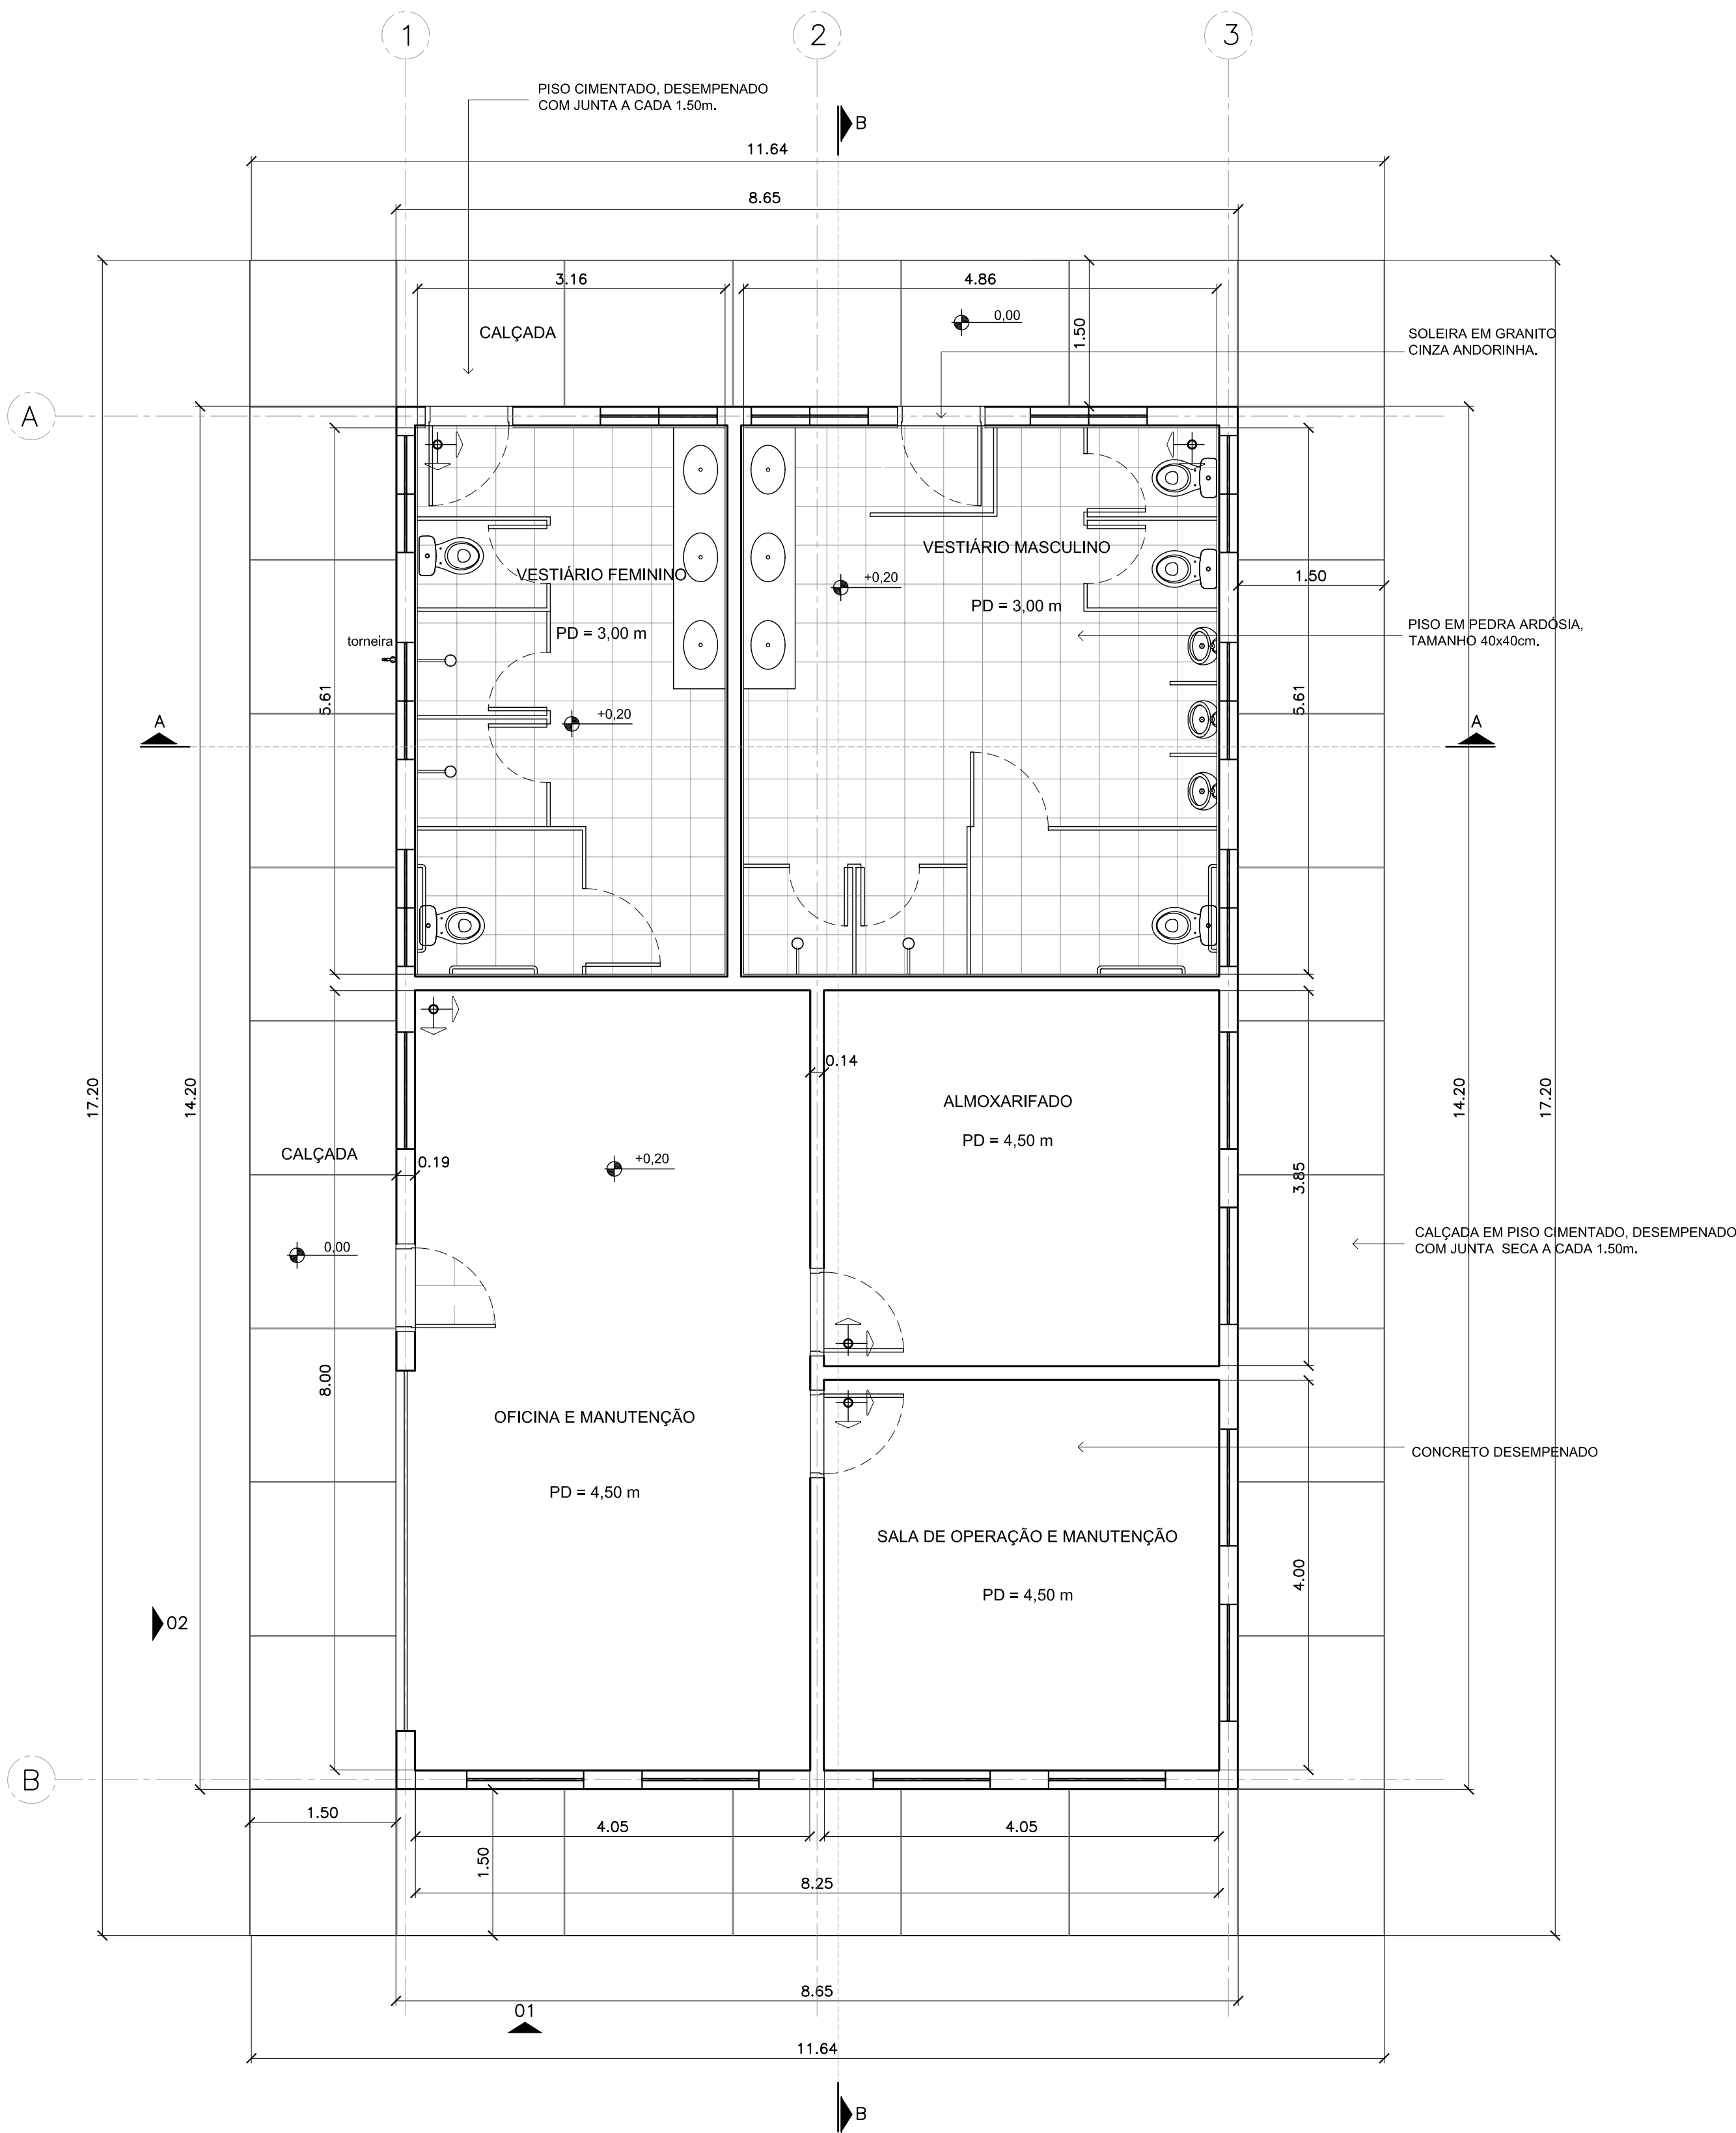 1
2
3
PISO CIMENTADO, DESEMPENADO
COM JUNTA A CADA 1.50m.
B
11.64
8.65
3.16
4.86
0,00
1.50
CALÇADA
SOLEIRA EM GRANITO
CINZA ANDORINHA.
A
VESTIÁRIO MASCULINO
VESTIÁRIO FEMININO
+0,20
1.50
PD = 3,00 m
PD = 3,00 m
PISO EM PEDRA ARDÓSIA,
TAMANHO 40x40cm.
torneira
5.61
5.61
+0,20
A
A
0.14
17.20
14.20
ALMOXARIFADO
14.20
17.20
PD = 4,50 m
CALÇADA
0.19
+0,20
3.85
0,00
CALÇADA EM PISO CIMENTADO, DESEMPENADO
COM JUNTA SECA A CADA 1.50m.
8.00
OFICINA E MANUTENÇÃO
CONCRETO DESEMPENADO
PD = 4,50 m
SALA DE OPERAÇÃO E MANUTENÇÃO
4.00
PD = 4,50 m
02
B
1.50
4.05
4.05
1.50
8.25
8.65
01
11.64
B